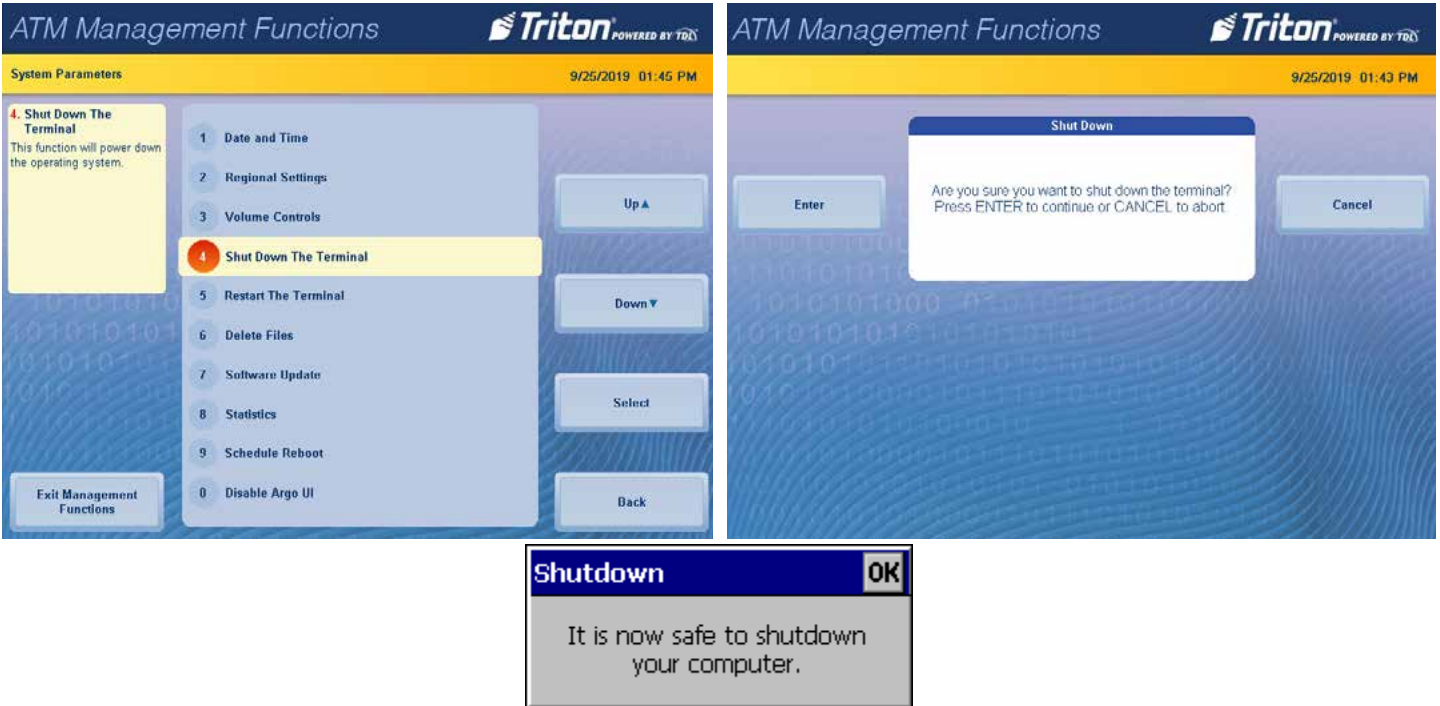 ATM Management Functions
Triton POWERED BY TDL
System Parameters
9/25/2019 01:45 PM
4. Shut Down The
Terminal
This function will power down
the operating system.
1 Date and Time
2 Regional Settings
3 Volume Controls
4 Shut Down The Terminal
5 Restart The Terminal
6 Delete Files
7 Software Update
8 Statistics
9 Schedule Reboot
0 Disable Argo UI
Up▲
Down▼
Select
Back
Exit Management
Functions
ATM Management Functions
Triton POWERED BY TDL
9/25/2019 01:43 PM
Shut Down
Are you sure you want to shut down the terminal?
Press ENTER to continue or CANCEL to abort
Enter
Cancel
Shutdown
OK
It is now safe to shutdown
your computer.